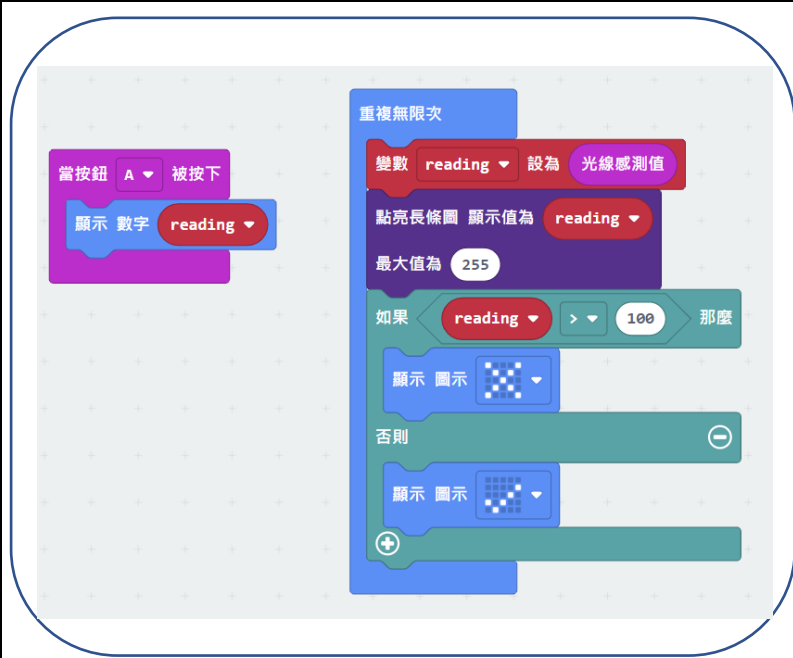 當按鈕 A 被按下
顯示 數字 reading
重複無限次
變數 reading 設為 光線感測值
點亮長條圖 顯示值為 reading
最大值為 255
如果 reading > 100 那麼
顯示 圖示
否則
顯示 圖示